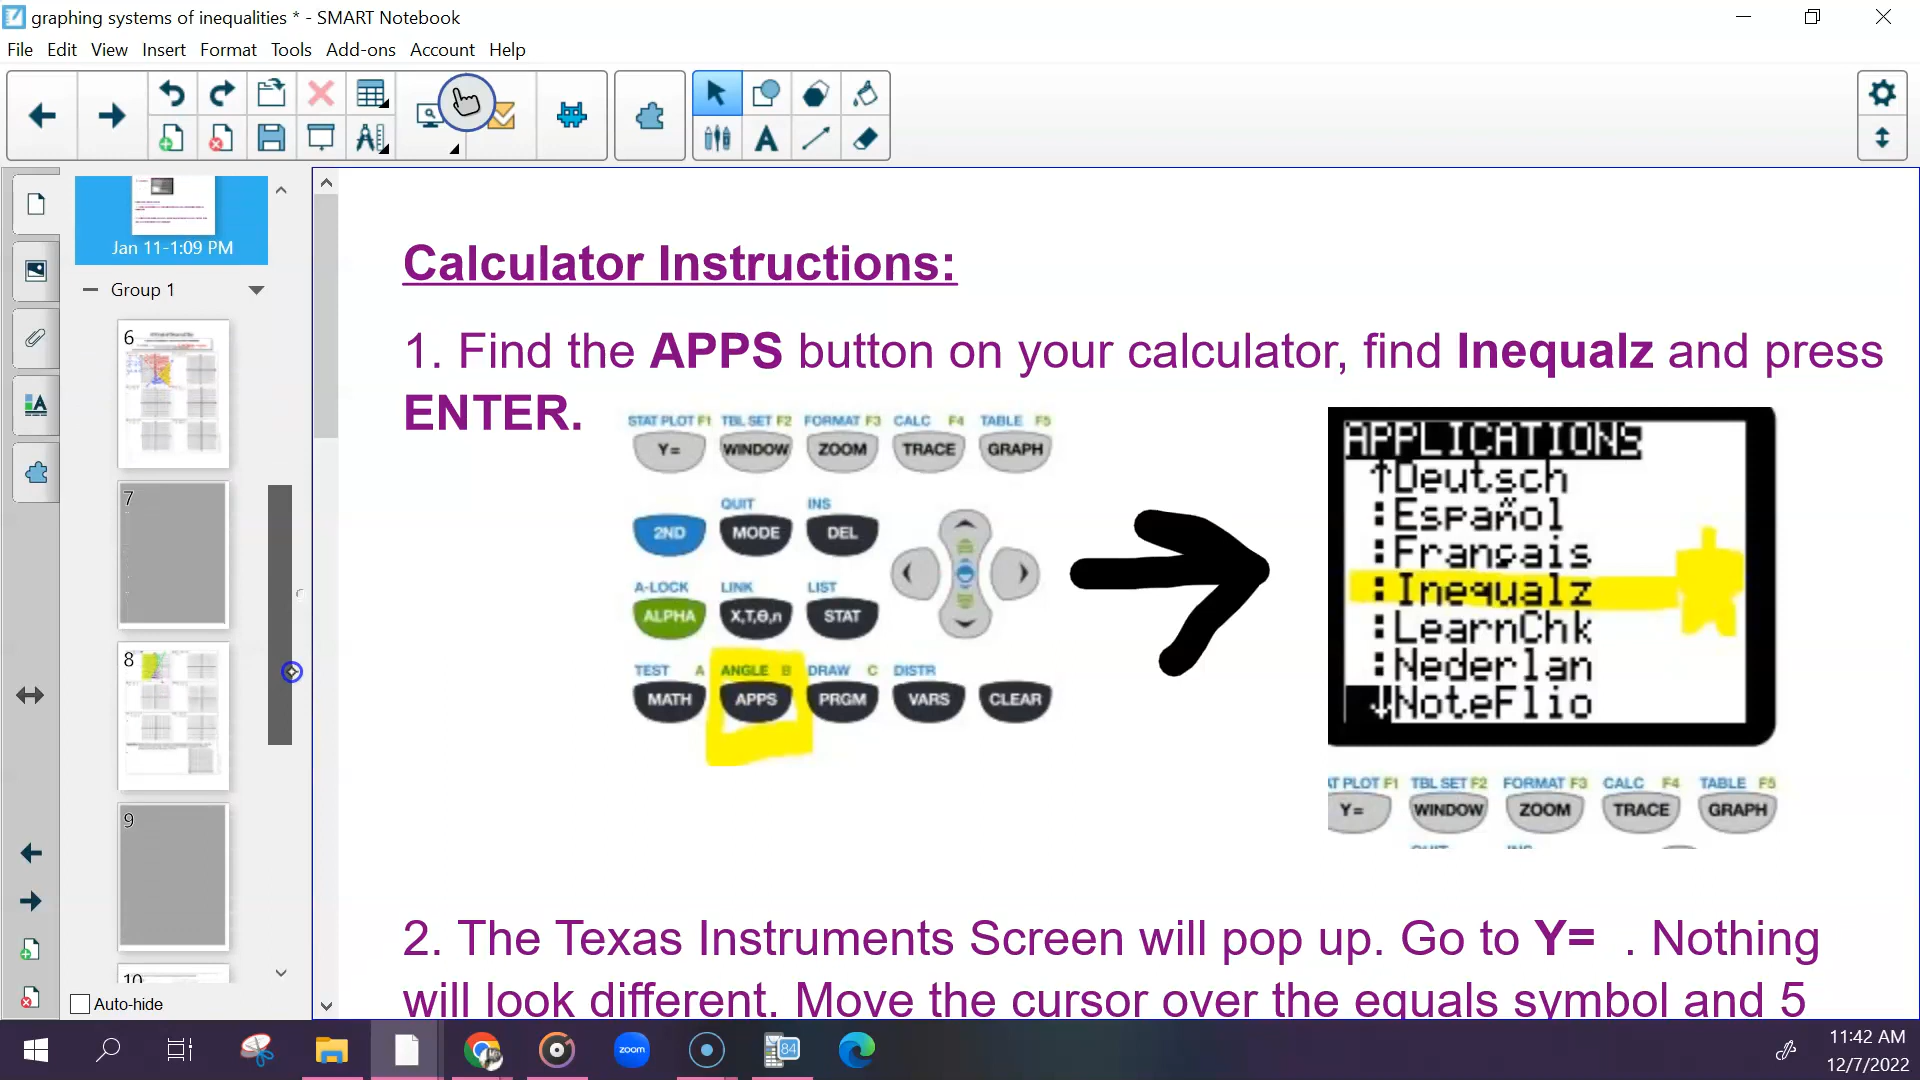 graphing systems of inequalities * - SMART Notebook
File Edit View Insert Format Tools Add-ons Account Help
Jan 11-1:09 PM
Group 1
6
7
8
9
10
Auto-hide
Calculator Instructions:
1. Find the APPS button on your calculator, find Inequalz and press
ENTER.
STAT PLOT F1 TBL SET F2 FORMAT F3 CALC F4 TABLE F5
Y= WINDOW ZOOM TRACE GRAPH
QUIT INS
2ND MODE DEL
A-LOCK LINK LIST
ALPHA X,T,Θ,n STAT
TEST A ANGLE B DRAW C DISTR
MATH APPS PRGM VARS CLEAR
APPLICATIONS
↑Deutsch
:Español
:Français
:Inequalz
:LearnChk
:Nederlan
↓NoteFlio
AT PLOT F1 TBL SET F2 FORMAT F3 CALC F4 TABLE F5
Y= WINDOW ZOOM TRACE GRAPH
2. The Texas Instruments Screen will pop up. Go to Y= . Nothing
will look different. Move the cursor over the equals symbol and 5
zoom
84
11:42 AM
12/7/2022